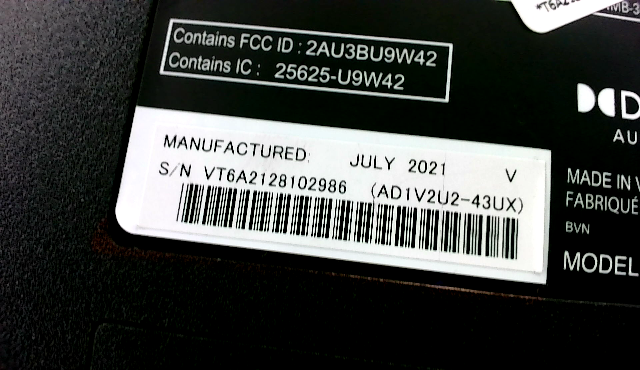 Contains FCC ID : 2AU3BU9W42
Contains IC : 25625-U9W42
MANUFACTURED: JULY 2021 V
S/N VT6A2128102986 (AD1V2U2-43UX)
AU
MADE IN V
FABRIQUÉ
BVN
MODEL